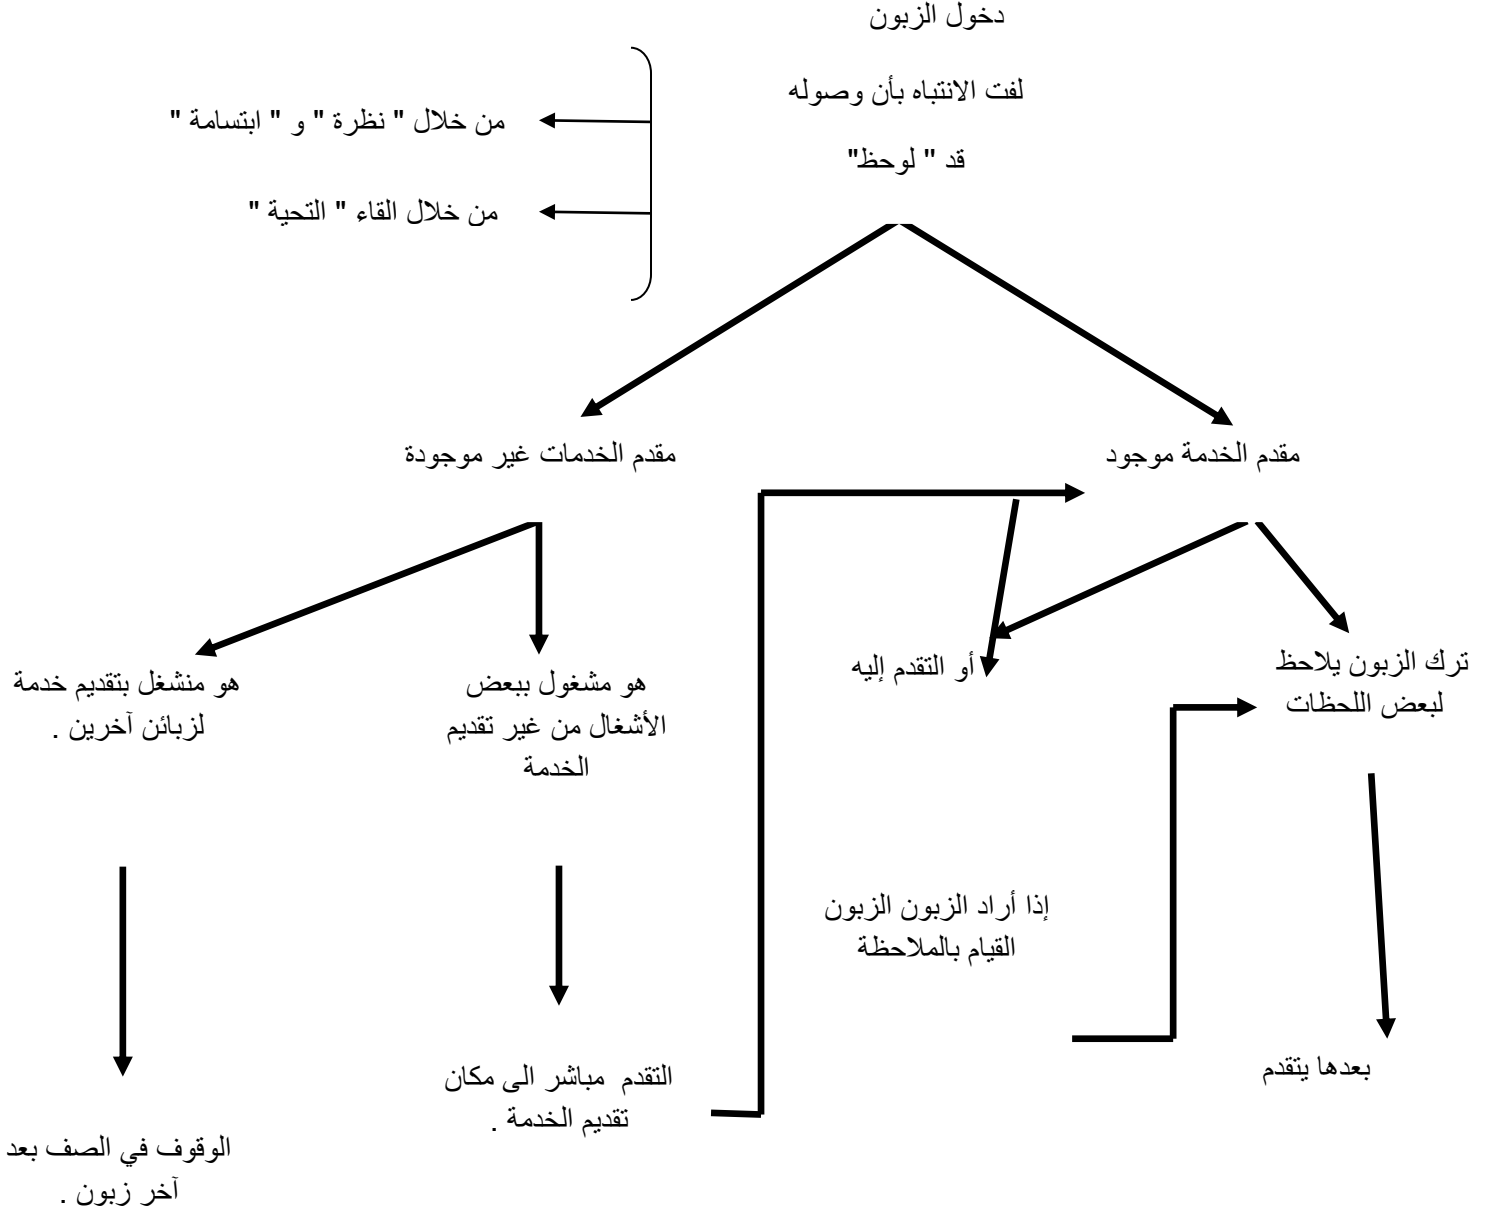 دخول الزبون
لفت الانتباه بأن وصوله
قد " لوحظ"
من خلال " نظرة " و " ابتسامة "
من خلال القاء " التحية "
مقدم الخدمة موجود
مقدم الخدمات غير موجودة
ترك الزبون يلاحظ
لبعض اللحظات
أو التقدم إليه
هو مشغول ببعض
الأشغال من غير تقديم
الخدمة
هو منشغل بتقديم خدمة
لزبائن آخرين .
إذا أراد الزبون الزبون
القيام بالملاحظة
بعدها يتقدم
التقدم مباشر الى مكان
تقديم الخدمة .
الوقوف في الصف بعد
آخر زبون .